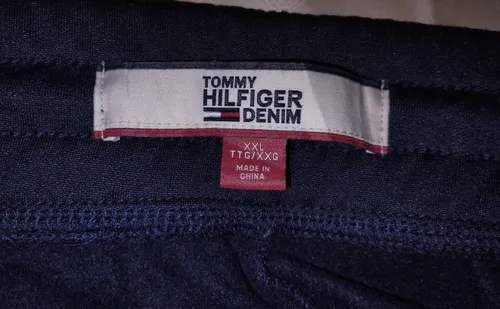 TOMMY
HILFIGER
DENIM
XXL
TTG/XXG
MADE IN
CHINA